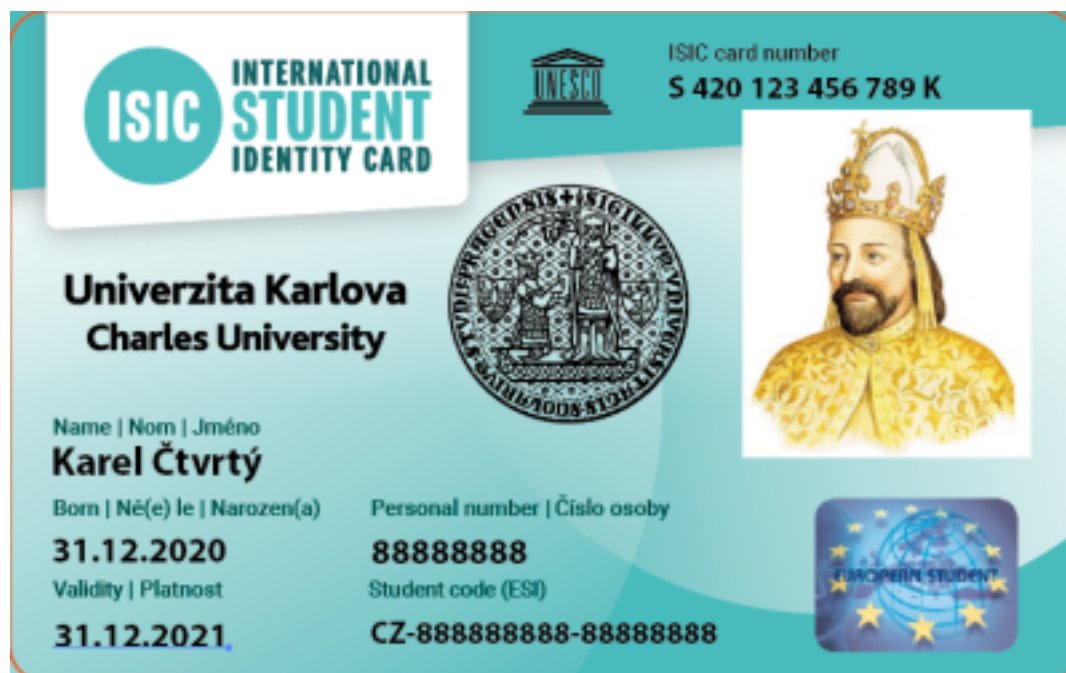 ISIC
INTERNATIONAL
STUDENT
IDENTITY CARD
UNESCO
ISIC card number
S 420 123 456 789 K
Univerzita Karlova
Charles University
Name | Nom | Jméno
Karel Čtvrtý
Born | Né(e) le | Narozen(a)
31.12.2020
Personal number | Číslo osoby
88888888
Validity | Platnost
31.12.2021
Student code (ESI)
CZ-888888888-88888888
EUROPEAN STUDENT